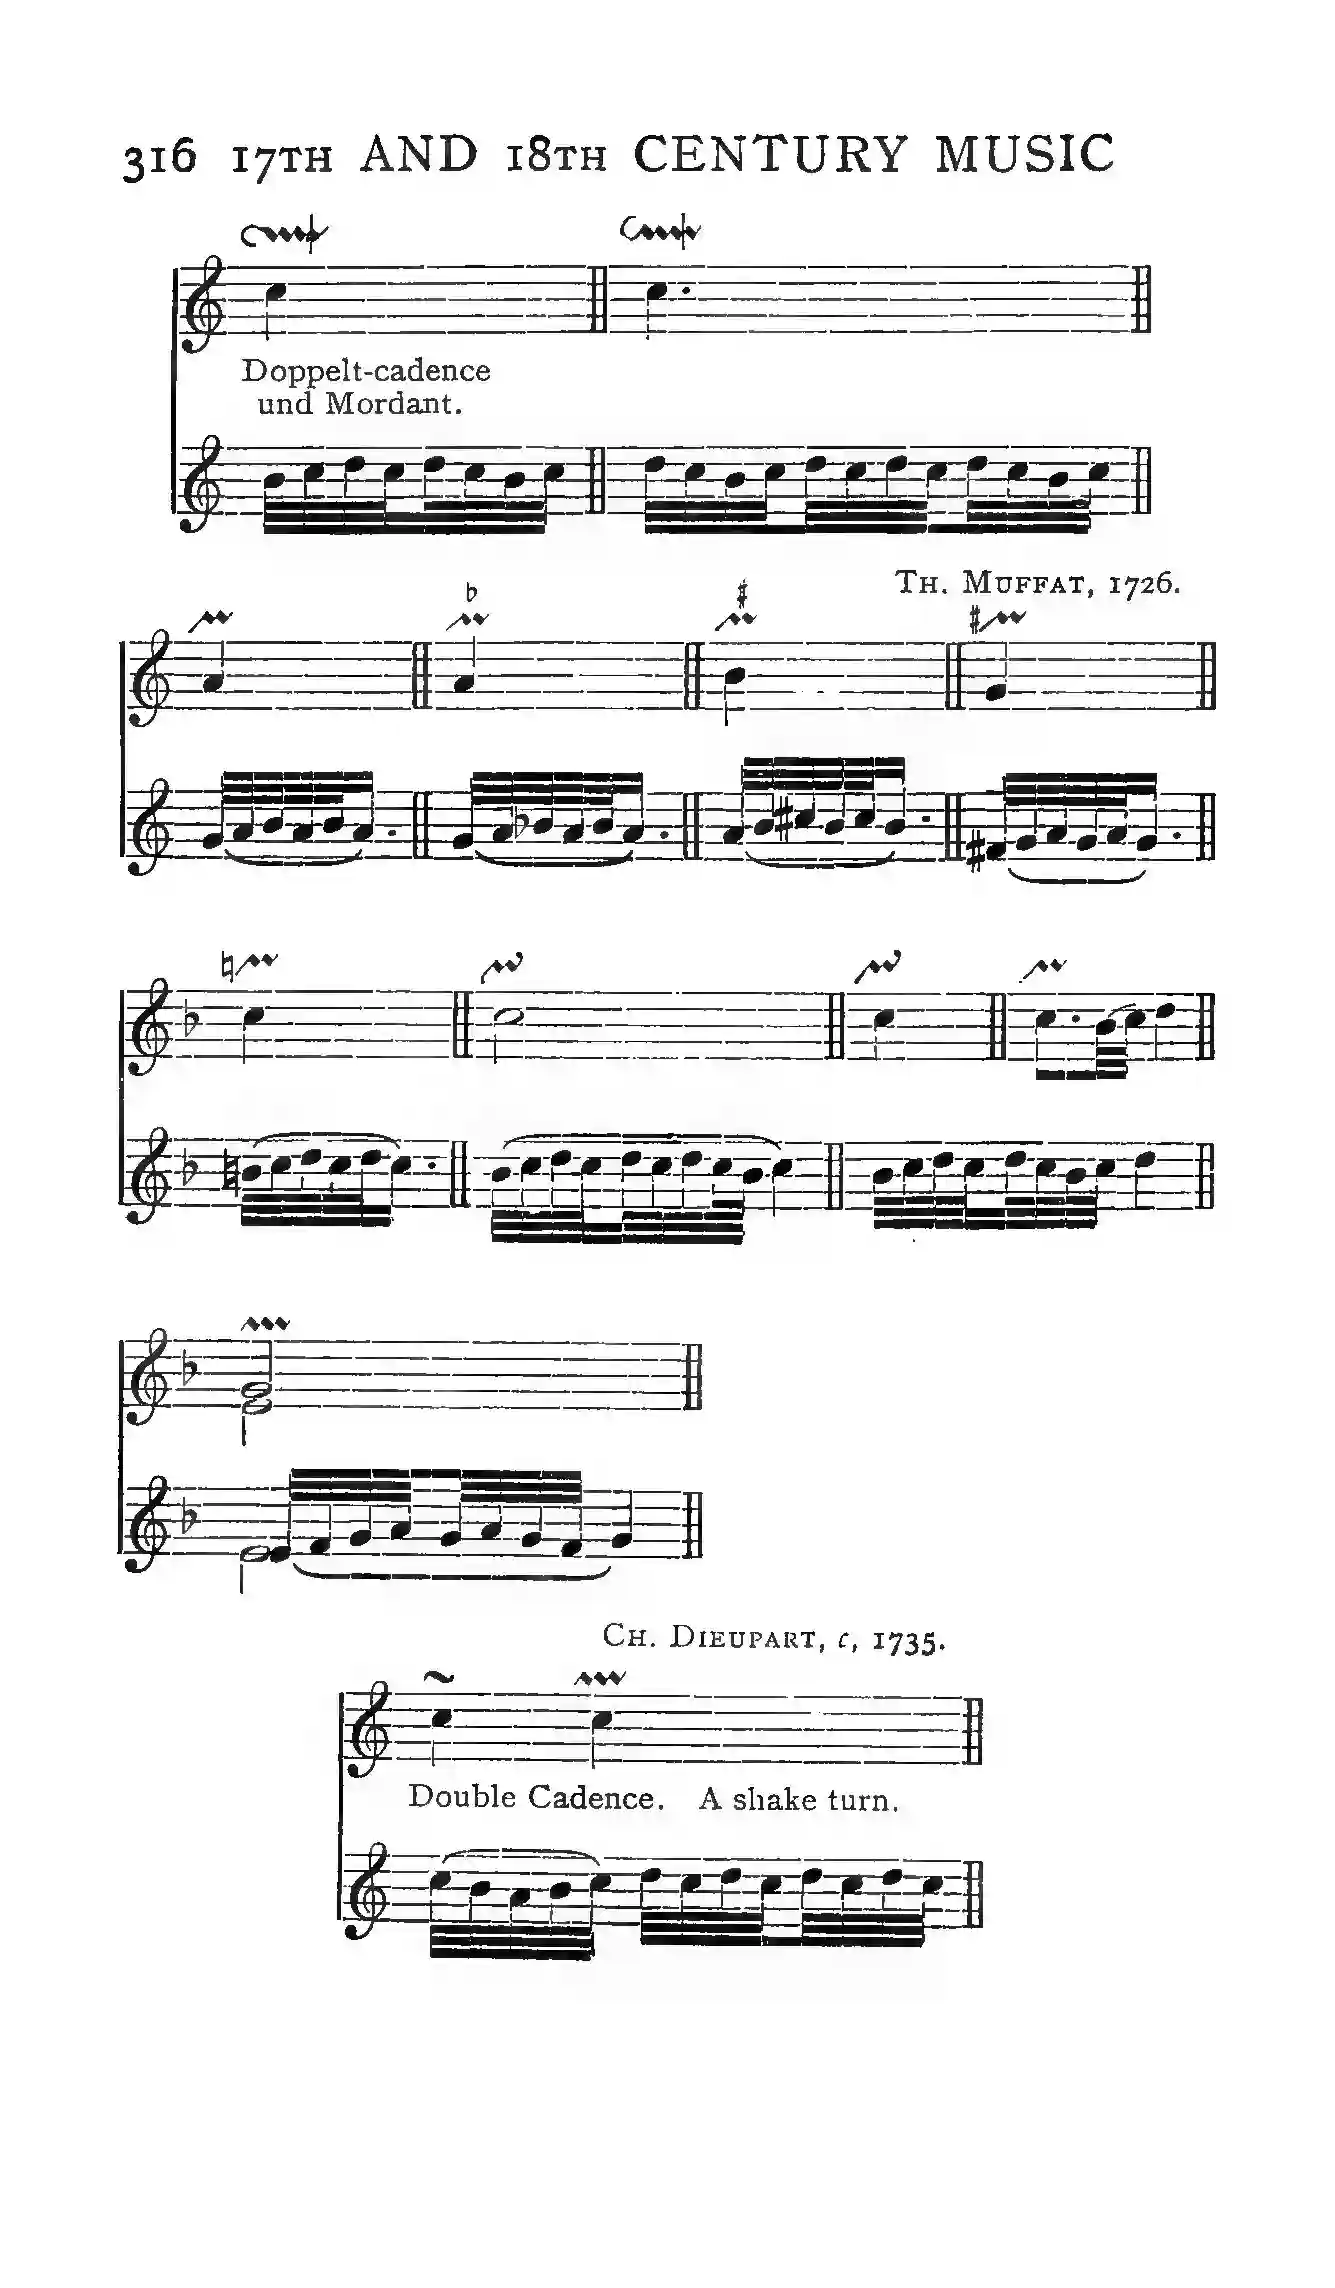 316 17TH AND 18TH CENTURY MUSIC
Doppelt-cadence
und Mordant.
TH. MUFFAT, 1726.
CH. DIEUPART, c, 1735.
Double Cadence. A shake turn.